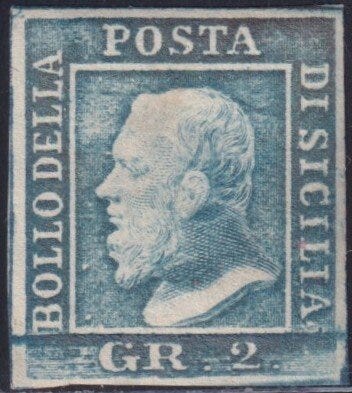 BOLLO DELLA
POSTA
DI SICILIA.
GR. 2.